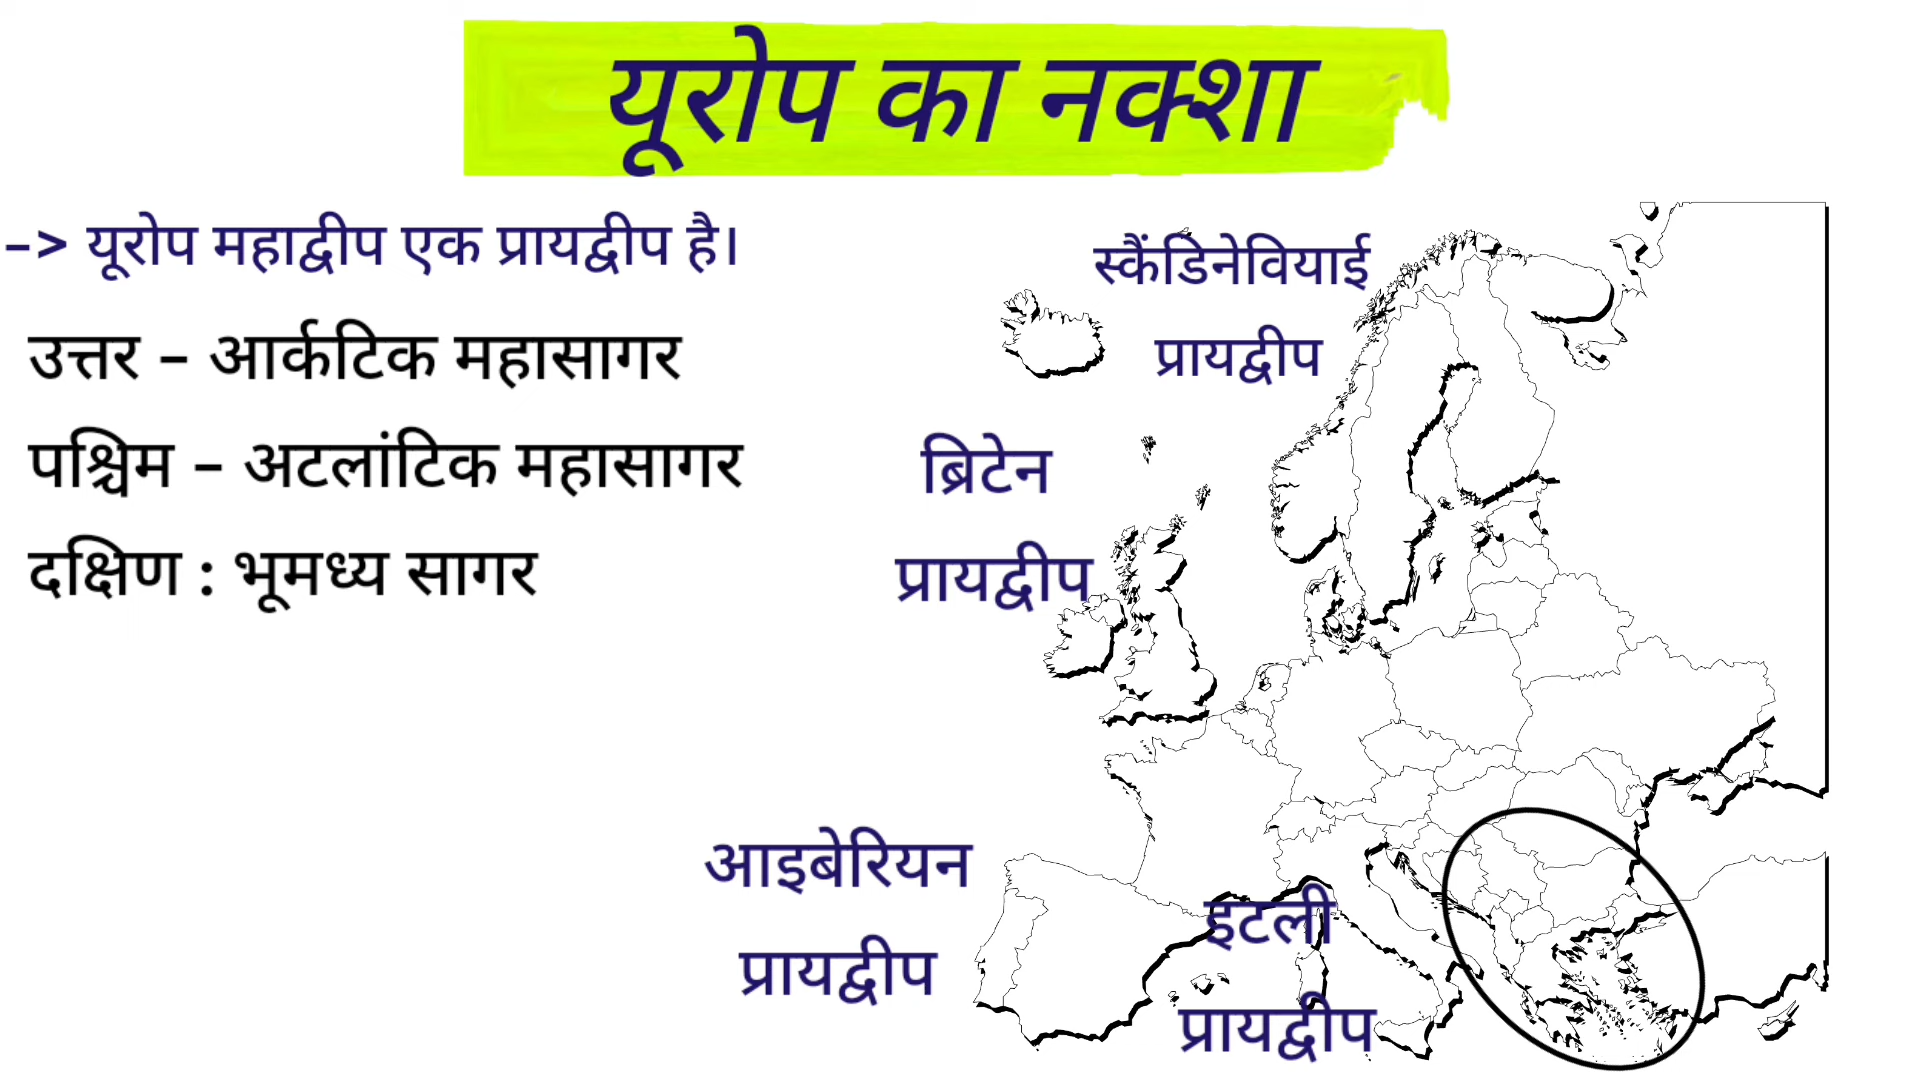 यूरोप का नक्शा
–> यूरोप महाद्वीप एक प्रायद्वीप है।
उत्तर – आर्कटिक महासागर
पश्चिम – अटलांटिक महासागर
दक्षिण : भूमध्य सागर
स्कैंडिनेवियाई
प्रायद्वीप
ब्रिटेन
प्रायद्वीप
आइबेरियन
प्रायद्वीप
इटली
प्रायद्वीप